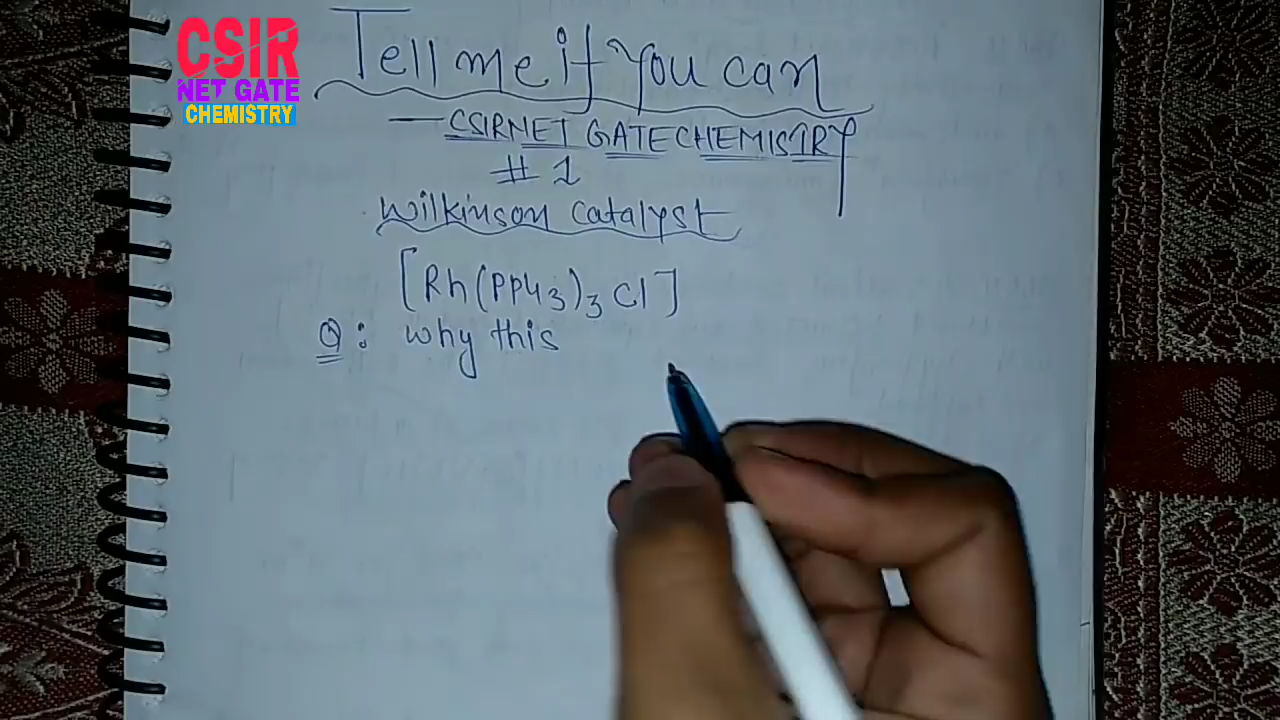 CSIR
NET GATE
CHEMISTRY
Tell me if you can
— CSIRNET GATECHEMISTRY
# 1
Wilkinson Catalyst
[Rh(PPh3)3Cl]
Q: why this